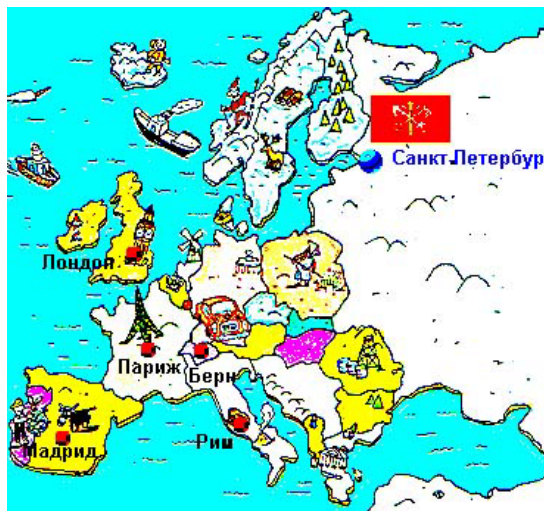 Санкт-Петербур
Лондон
Париж
Берн
Рим
Мадрид